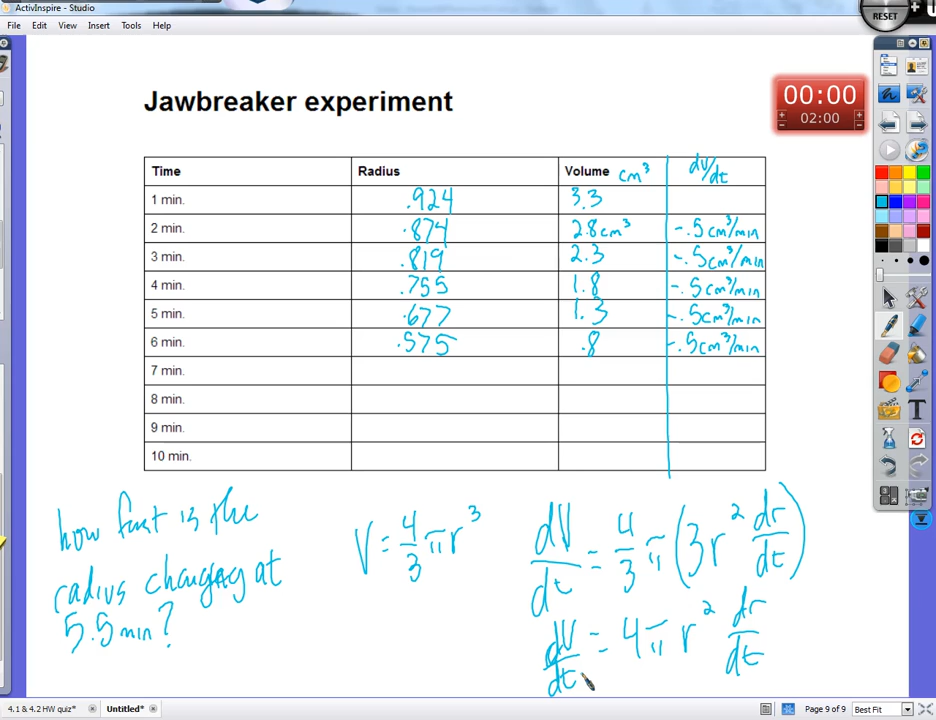 ActivInspire - Studio
RESET
File Edit View Insert Tools Help
00:00
02:00
Jawbreaker experiment
Time Radius Volume cm³ dV/dt
1 min. .924 3.3
2 min. .874 2.8cm³ -.5cm³/min
3 min. .819 2.3 -.5cm³/min
4 min. .755 1.8 -.5cm³/min
5 min. .677 1.3 -.5cm³/min
6 min. .575 .8 -.5cm³/min
7 min.
8 min.
9 min.
10 min.
how fast is the
radius changing at
5.5min?
V = 4/3 πr³
dV/dt = 4/3 π (3r² dr/dt)
dV/dt = 4π r² dr/dt
4.1 & 4.2 HW quiz* Untitled* Page 9 of 9 Best Fit